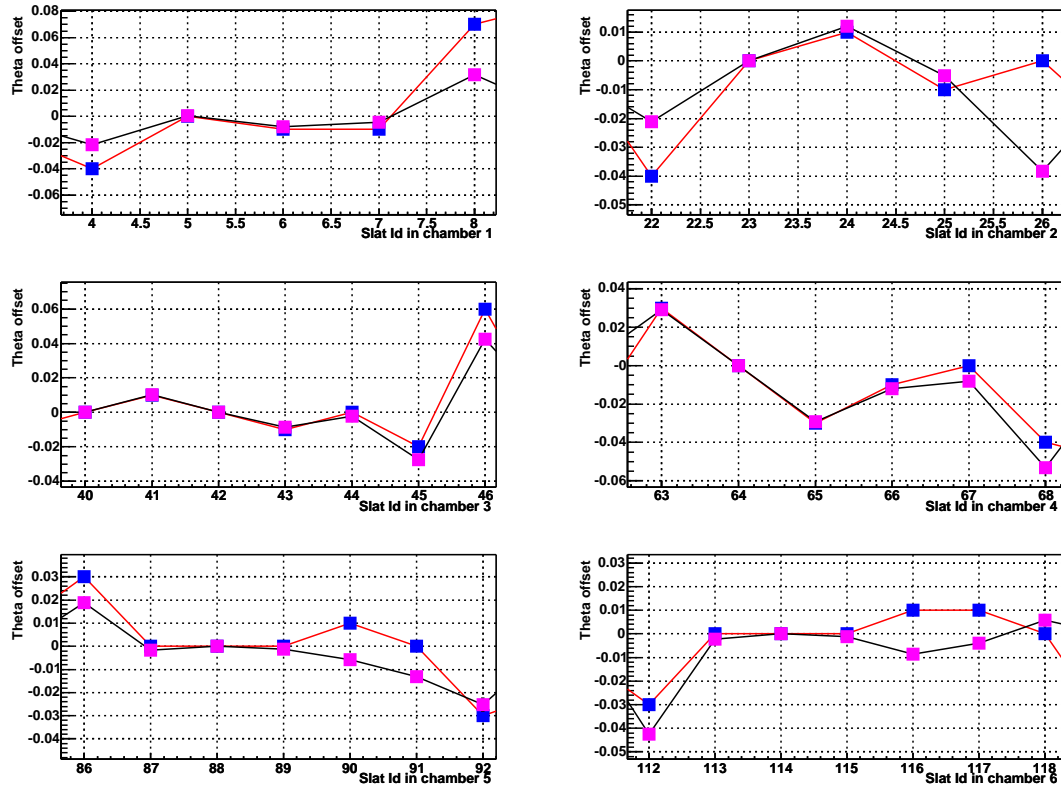 Theta offset
0.08
0.06
0.04
0.02
0
-0.02
-0.04
-0.06
4 4.5 5 5.5 6 6.5 7 7.5 8
Slat Id in chamber 1
Theta offset
0.01
0
-0.01
-0.02
-0.03
-0.04
-0.05
22 22.5 23 23.5 24 24.5 25 25.5 26
Slat Id in chamber 2
Theta offset
0.06
0.04
0.02
0
-0.02
-0.04
40 41 42 43 44 45 46
Slat Id in chamber 3
Theta offset
0.04
0.02
0
-0.02
-0.04
-0.06
63 64 65 66 67 68
Slat Id in chamber 4
Theta offset
0.03
0.02
0.01
0
-0.01
-0.02
-0.03
-0.04
86 87 88 89 90 91 92
Slat Id in chamber 5
Theta offset
0.03
0.02
0.01
0
-0.01
-0.02
-0.03
-0.04
-0.05
112 113 114 115 116 117 118
Slat Id in chamber 6